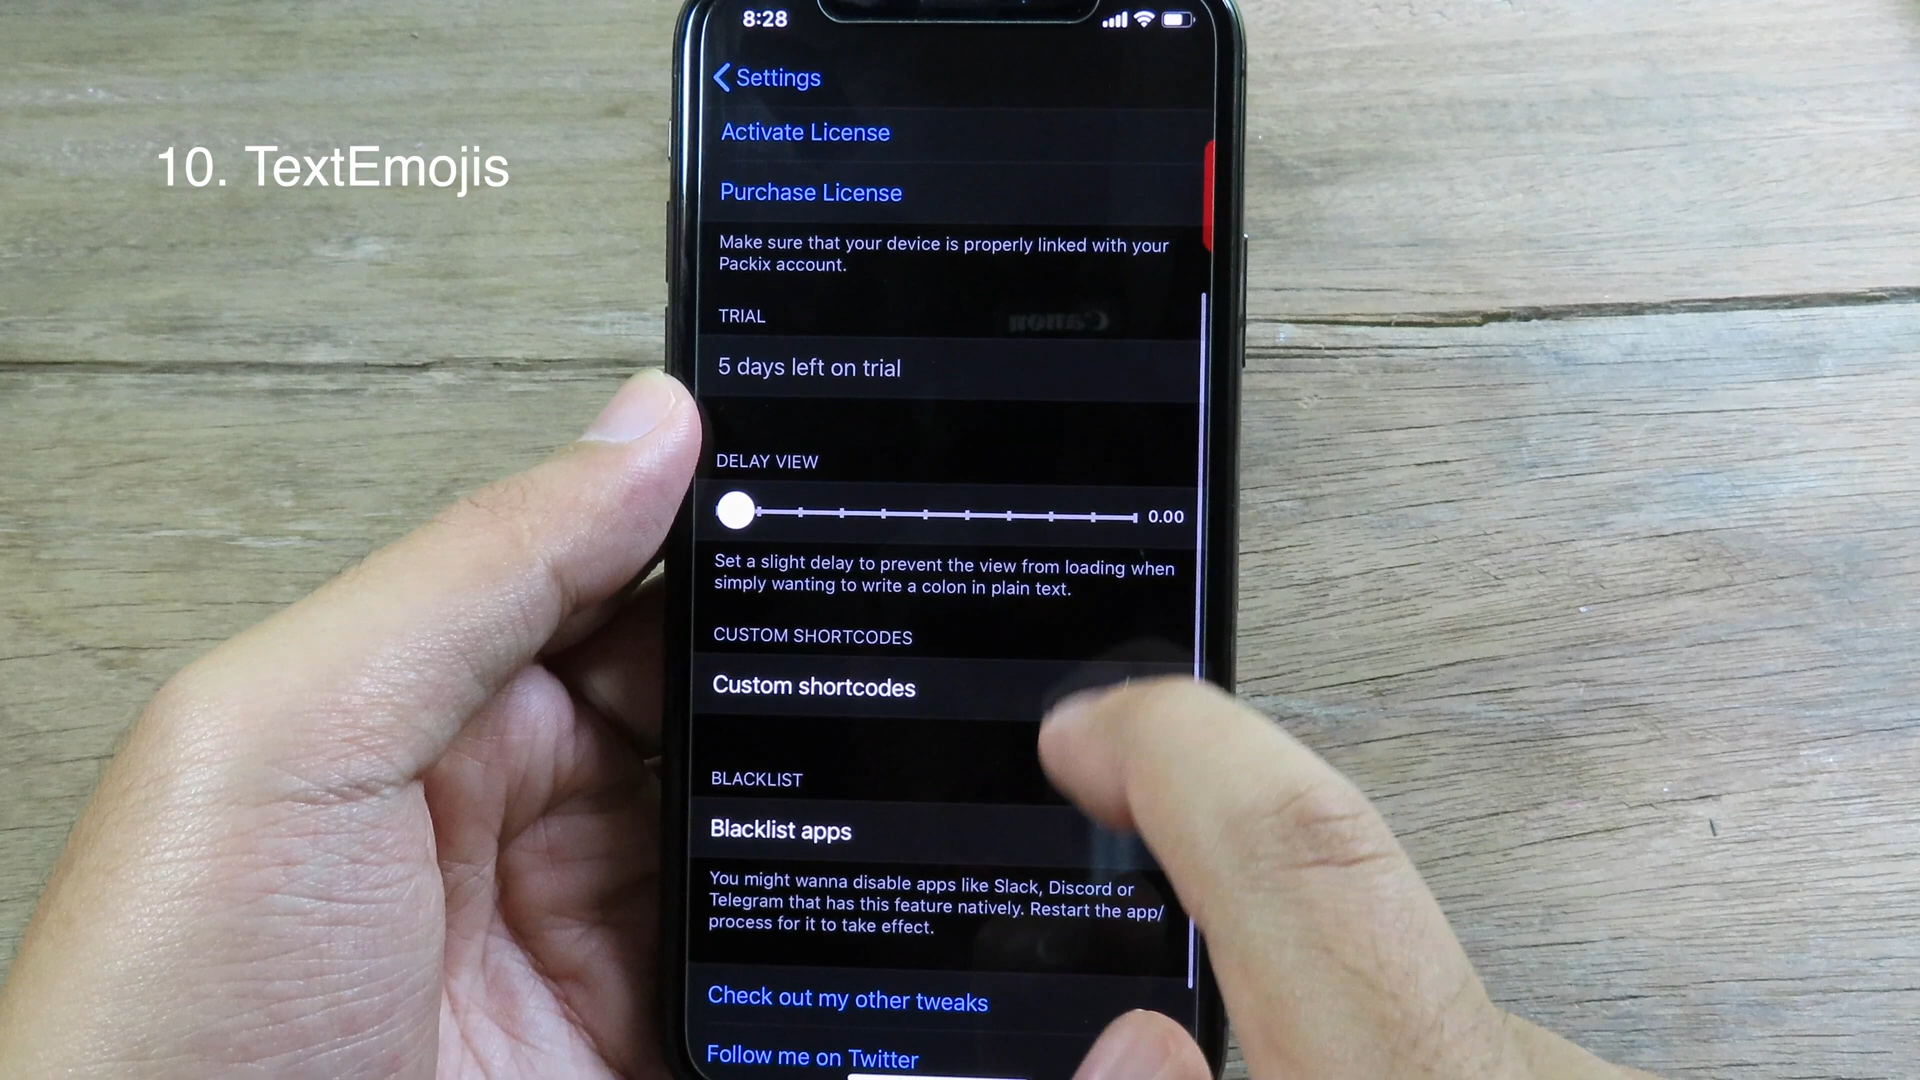 8:28
Settings
10. TextEmojis
Activate License
Purchase License
Make sure that your device is properly linked with your
Packix account.
TRIAL
Canon
5 days left on trial
DELAY VIEW
0.00
Set a slight delay to prevent the view from loading when
simply wanting to write a colon in plain text.
CUSTOM SHORTCODES
Custom shortcodes
BLACKLIST
Blacklist apps
You might wanna disable apps like Slack, Discord or
Telegram that has this feature natively. Restart the app/
process for it to take effect.
Check out my other tweaks
Follow me on Twitter